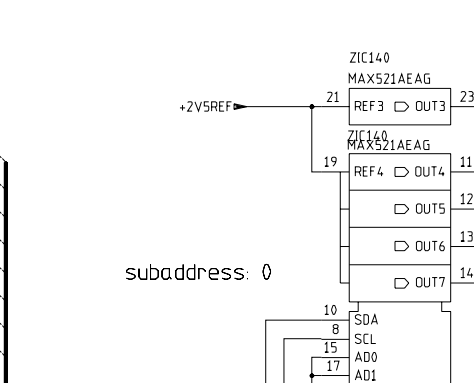 ZIC140
MAX521AEAG
+2V5REF 21 REF3 OUT3 23
ZIC140
MAX521AEAG
19 REF4 OUT4 11
OUT5 12
OUT6 13
subaddress: 0 OUT7 14
10 SDA
8 SCL
15 AD0
17 AD1